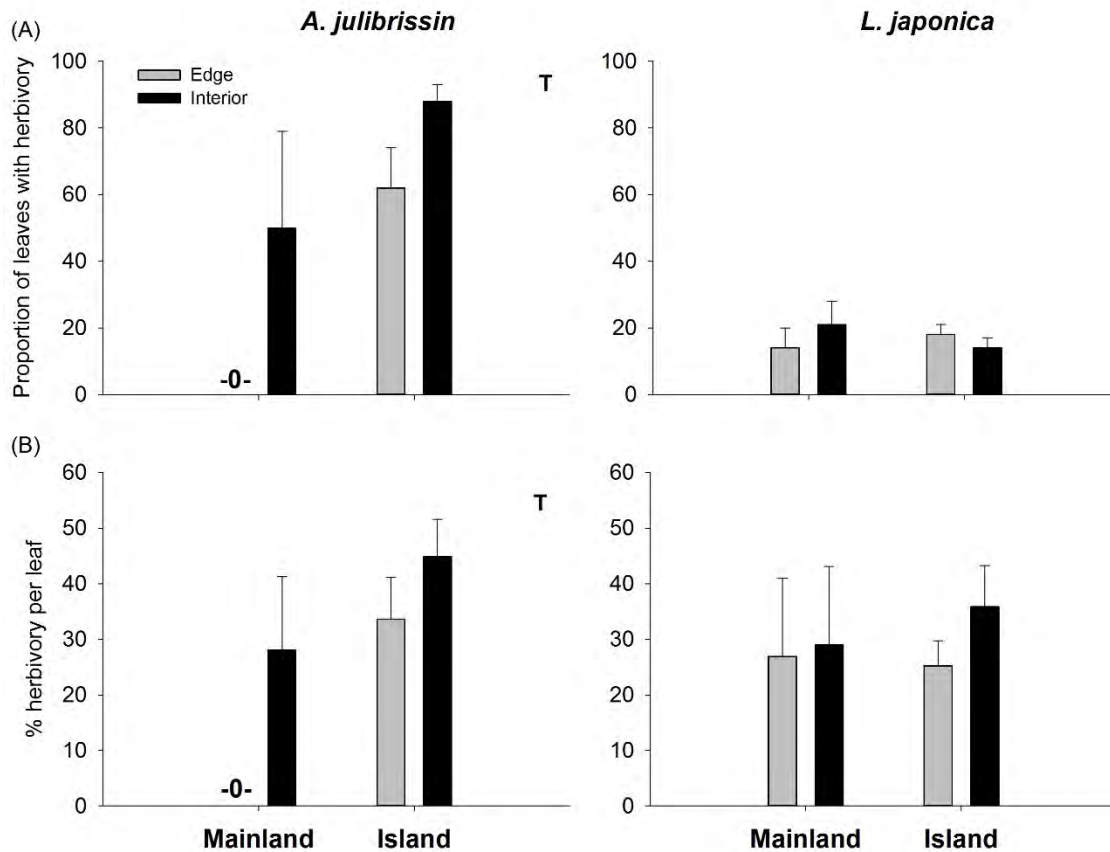 A. julibrissin
L. japonica
(A)
Proportion of leaves with herbivory
100
80
60
40
20
0
Edge
Interior
T
-0-
100
80
60
40
20
0
(B)
% herbivory per leaf
60
50
40
30
20
10
0
T
-0-
Mainland Island
60
50
40
30
20
10
0
Mainland Island